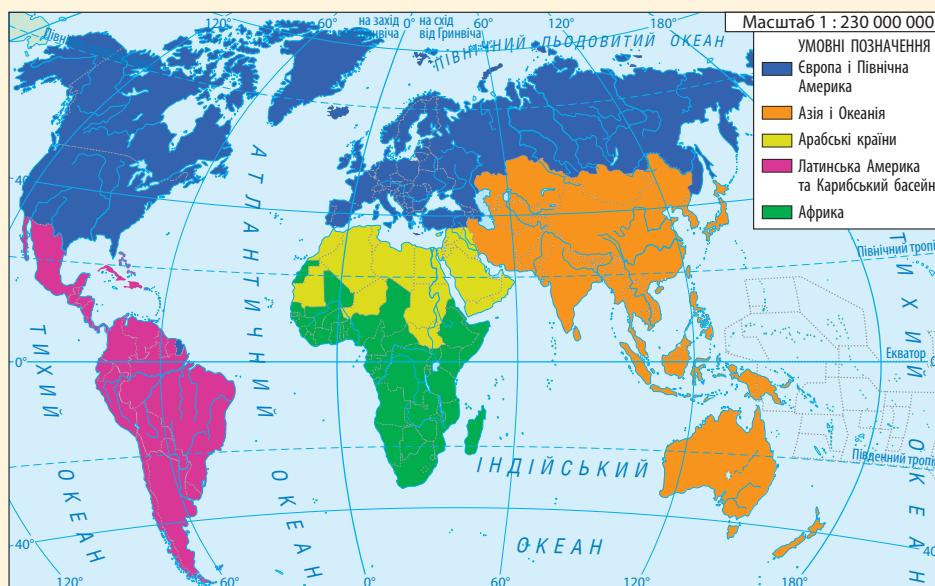 120°
60°
0°
на захід
від Гринвіча
на схід
від Гринвіча
60°
120°
180°
Масштаб 1 : 230 000 000
УМОВНІ ПОЗНАЧЕННЯ
Європа і Північна
Америка
Азія і Океанія
Арабські країни
Латинська Америка
та Карибський басейн
Африка
ПІВНІЧНИЙ ЛЬОДОВИТИЙ ОКЕАН
40°
АТЛАНТИЧНИЙ
ОКЕАН
ТИХИЙ
ОКЕАН
ТИХИЙ
ОКЕАН
Північний тропі
0°
Екватор
Південний тропі
ІНДІЙСЬКИЙ
ОКЕАН
40°
40
120°
60°
0°
60°
120°
180°